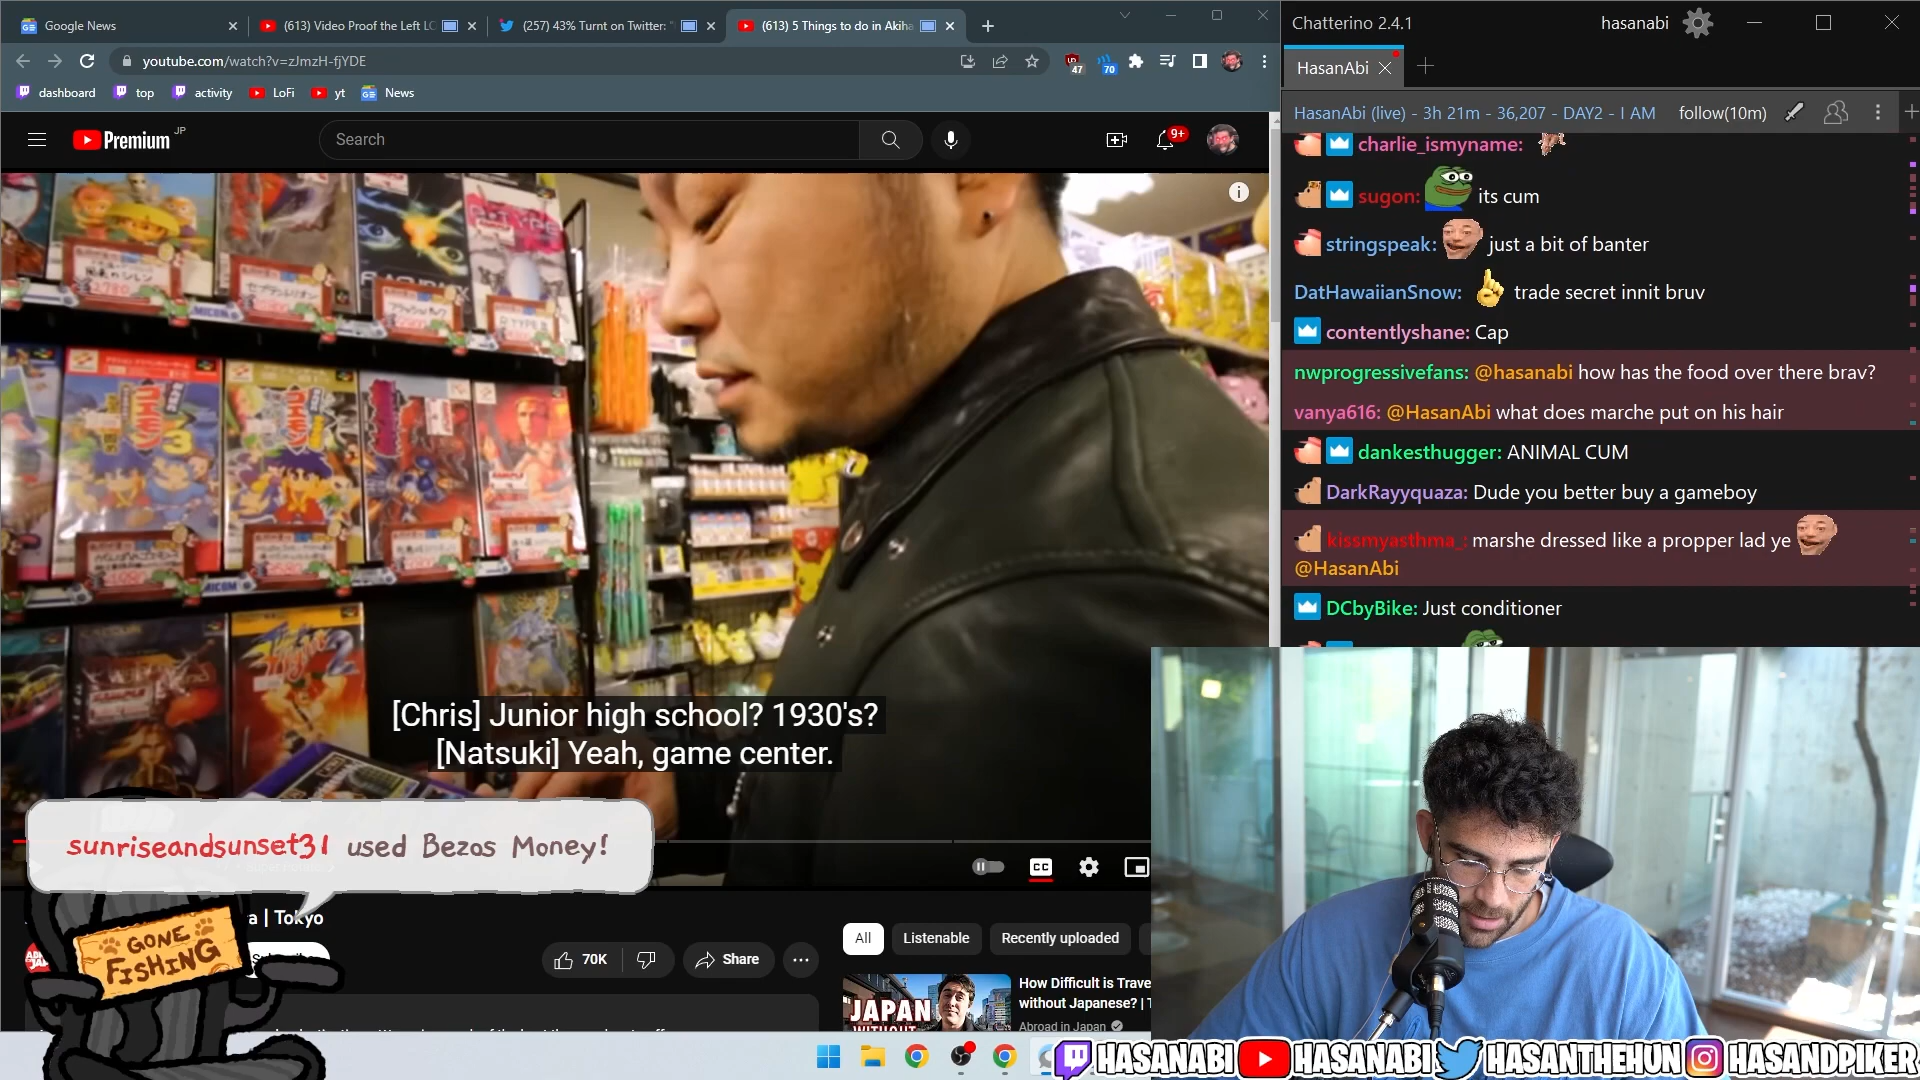 Google News
(613) Video Proof the Left LC
(257) 43% Turnt on Twitter: "
(613) 5 Things to do in Akiha
youtube.com/watch?v=zJmzH-fjYDE
47
70
dashboard
top
activity
LoFi
yt
News
Premium JP
Search
9+
[Chris] Junior high school? 1930's?
[Natsuki] Yeah, game center.
CC
sunriseandsunset31 used Bezos Money!
GONE
FISHING
a | Tokyo
70K
Share
All
Listenable
Recently uploaded
JAPAN
WITHOUT
How Difficult is Trave
without Japanese? | T
Abroad in Japan
Chatterino 2.4.1
hasanabi
HasanAbi
HasanAbi (live) - 3h 21m - 36,207 - DAY2 - I AM
follow(10m)
charlie_ismyname:
sugon: its cum
stringspeak: just a bit of banter
DatHawaiianSnow: trade secret innit bruv
contentlyshane: Cap
nwprogressivefans: @hasanabi how has the food over there brav?
vanya616: @HasanAbi what does marche put on his hair
dankesthugger: ANIMAL CUM
DarkRayyquaza: Dude you better buy a gameboy
kissmyasthma_: marshe dressed like a propper lad ye
@HasanAbi
DCbyBike: Just conditioner
HASANABI
HASANABI
HASANTHEHUN
HASANDPIKER